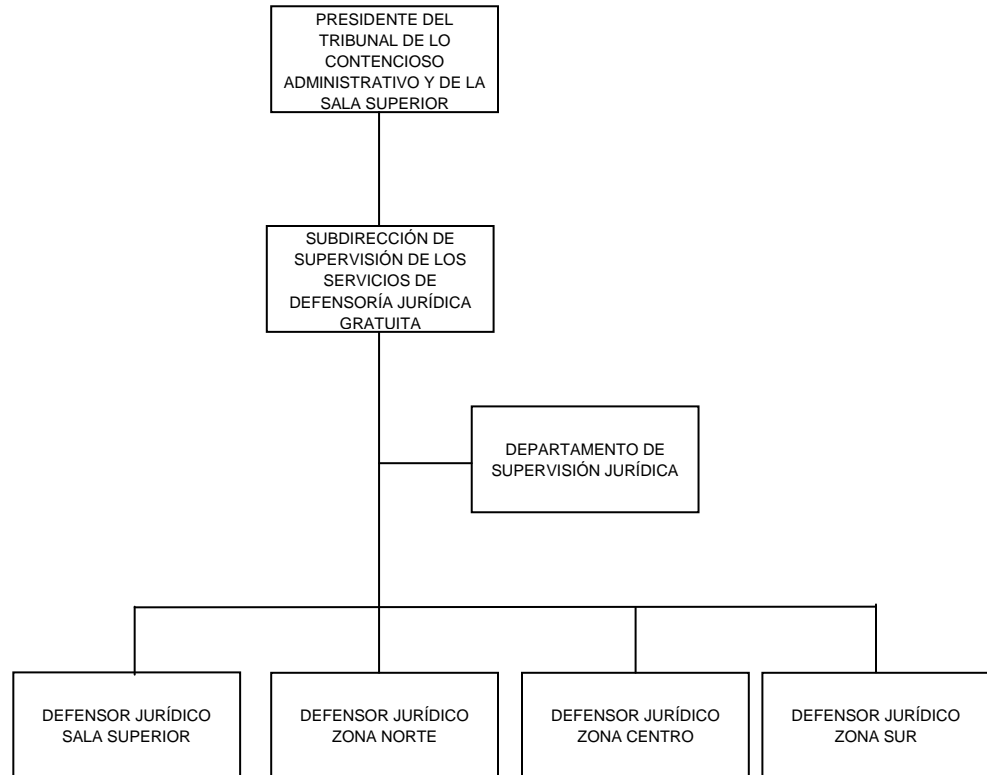 PRESIDENTE DEL
TRIBUNAL DE LO
CONTENCIOSO
ADMINISTRATIVO Y DE LA
SALA SUPERIOR
SUBDIRECCIÓN DE
SUPERVISIÓN DE LOS
SERVICIOS DE
DEFENSORÍA JURÍDICA
GRATUITA
DEPARTAMENTO DE
SUPERVISIÓN JURÍDICA
DEFENSOR JURÍDICO
SALA SUPERIOR
DEFENSOR JURÍDICO
ZONA NORTE
DEFENSOR JURÍDICO
ZONA CENTRO
DEFENSOR JURÍDICO
ZONA SUR